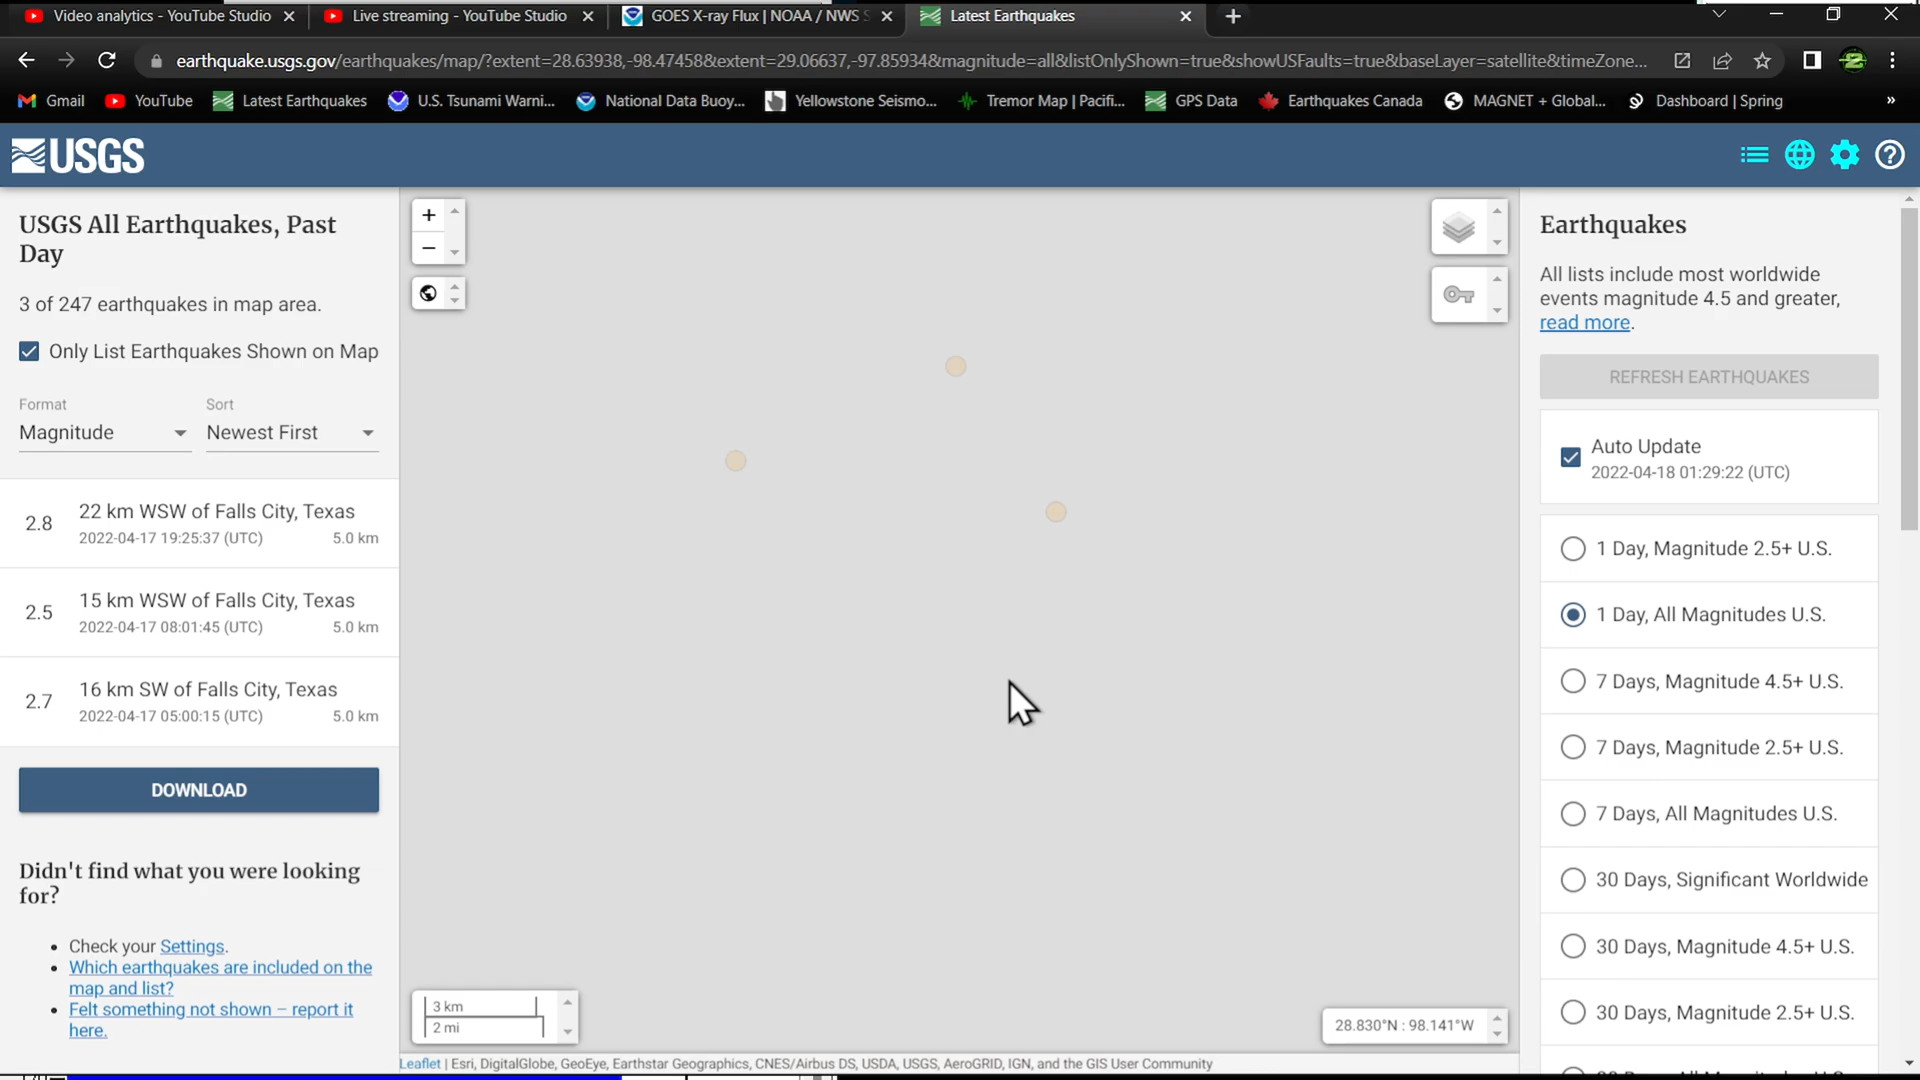 Video analytics - YouTube Studio
Live streaming - YouTube Studio
GOES X-ray Flux | NOAA / NWS S
Latest Earthquakes
earthquake.usgs.gov/earthquakes/map/?extent=28.63938,-98.47458&extent=29.06637,-97.85934&magnitude=all&listOnlyShown=true&showUSFaults=true&baseLayer=satellite&timeZone...
Gmail
YouTube
Latest Earthquakes
U.S. Tsunami Warni...
National Data Buoy...
Yellowstone Seismo...
Tremor Map | Pacifi...
GPS Data
Earthquakes Canada
MAGNET + Global...
Dashboard | Spring
»
USGS
USGS All Earthquakes, Past
Day
3 of 247 earthquakes in map area.
Only List Earthquakes Shown on Map
Format
Sort
Magnitude
Newest First
2.8
22 km WSW of Falls City, Texas
2022-04-17 19:25:37 (UTC)
5.0 km
2.5
15 km WSW of Falls City, Texas
2022-04-17 08:01:45 (UTC)
5.0 km
2.7
16 km SW of Falls City, Texas
2022-04-17 05:00:15 (UTC)
5.0 km
DOWNLOAD
Didn't find what you were looking
for?
Check your Settings.
Which earthquakes are included on the
map and list?
Felt something not shown – report it
here.
+
−
3 km
2 mi
28.830°N : 98.141°W
Leaflet | Esri, DigitalGlobe, GeoEye, Earthstar Geographics, CNES/Airbus DS, USDA, USGS, AeroGRID, IGN, and the GIS User Community
Earthquakes
All lists include most worldwide
events magnitude 4.5 and greater,
read more.
REFRESH EARTHQUAKES
Auto Update
2022-04-18 01:29:22 (UTC)
1 Day, Magnitude 2.5+ U.S.
1 Day, All Magnitudes U.S.
7 Days, Magnitude 4.5+ U.S.
7 Days, Magnitude 2.5+ U.S.
7 Days, All Magnitudes U.S.
30 Days, Significant Worldwide
30 Days, Magnitude 4.5+ U.S.
30 Days, Magnitude 2.5+ U.S.